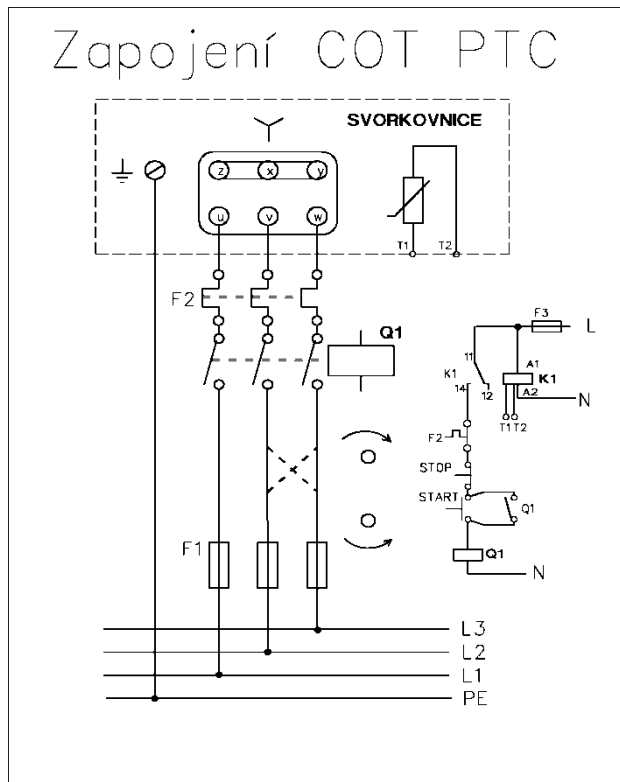 Zapojení COT PTC
SVORKOVNICE
z x y
u v w
T1 T2
F2
Q1
F3
L
11
A1
K1
K1
14
12
A2
N
T1 T2
F2
STOP
START
Q1
F1
Q1
N
L3
L2
L1
PE